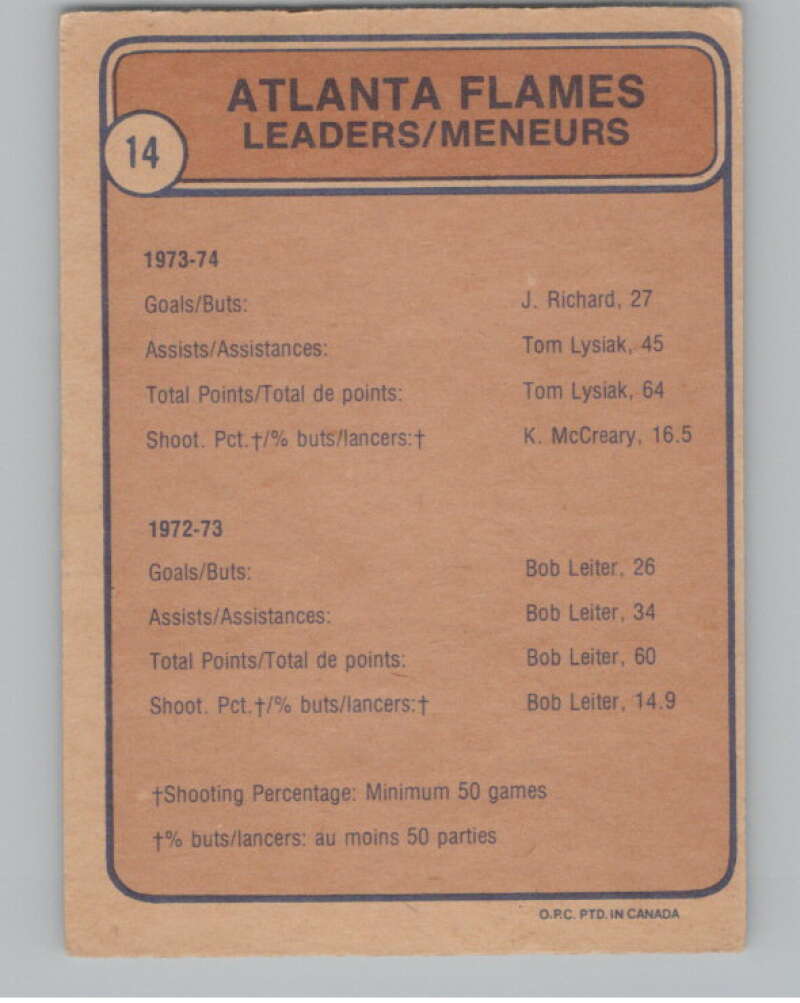 ATLANTA FLAMES
LEADERS/MENEURS
14
1973-74
Goals/Buts: J. Richard, 27
Assists/Assistances: Tom Lysiak, 45
Total Points/Total de points: Tom Lysiak, 64
Shoot. Pct.†/% buts/lancers:† K. McCreary, 16.5
1972-73
Goals/Buts: Bob Leiter, 26
Assists/Assistances: Bob Leiter, 34
Total Points/Total de points: Bob Leiter, 60
Shoot. Pct.†/% buts/lancers:† Bob Leiter, 14.9
†Shooting Percentage: Minimum 50 games
†% buts/lancers: au moins 50 parties
O.P.C. PTD. IN CANADA